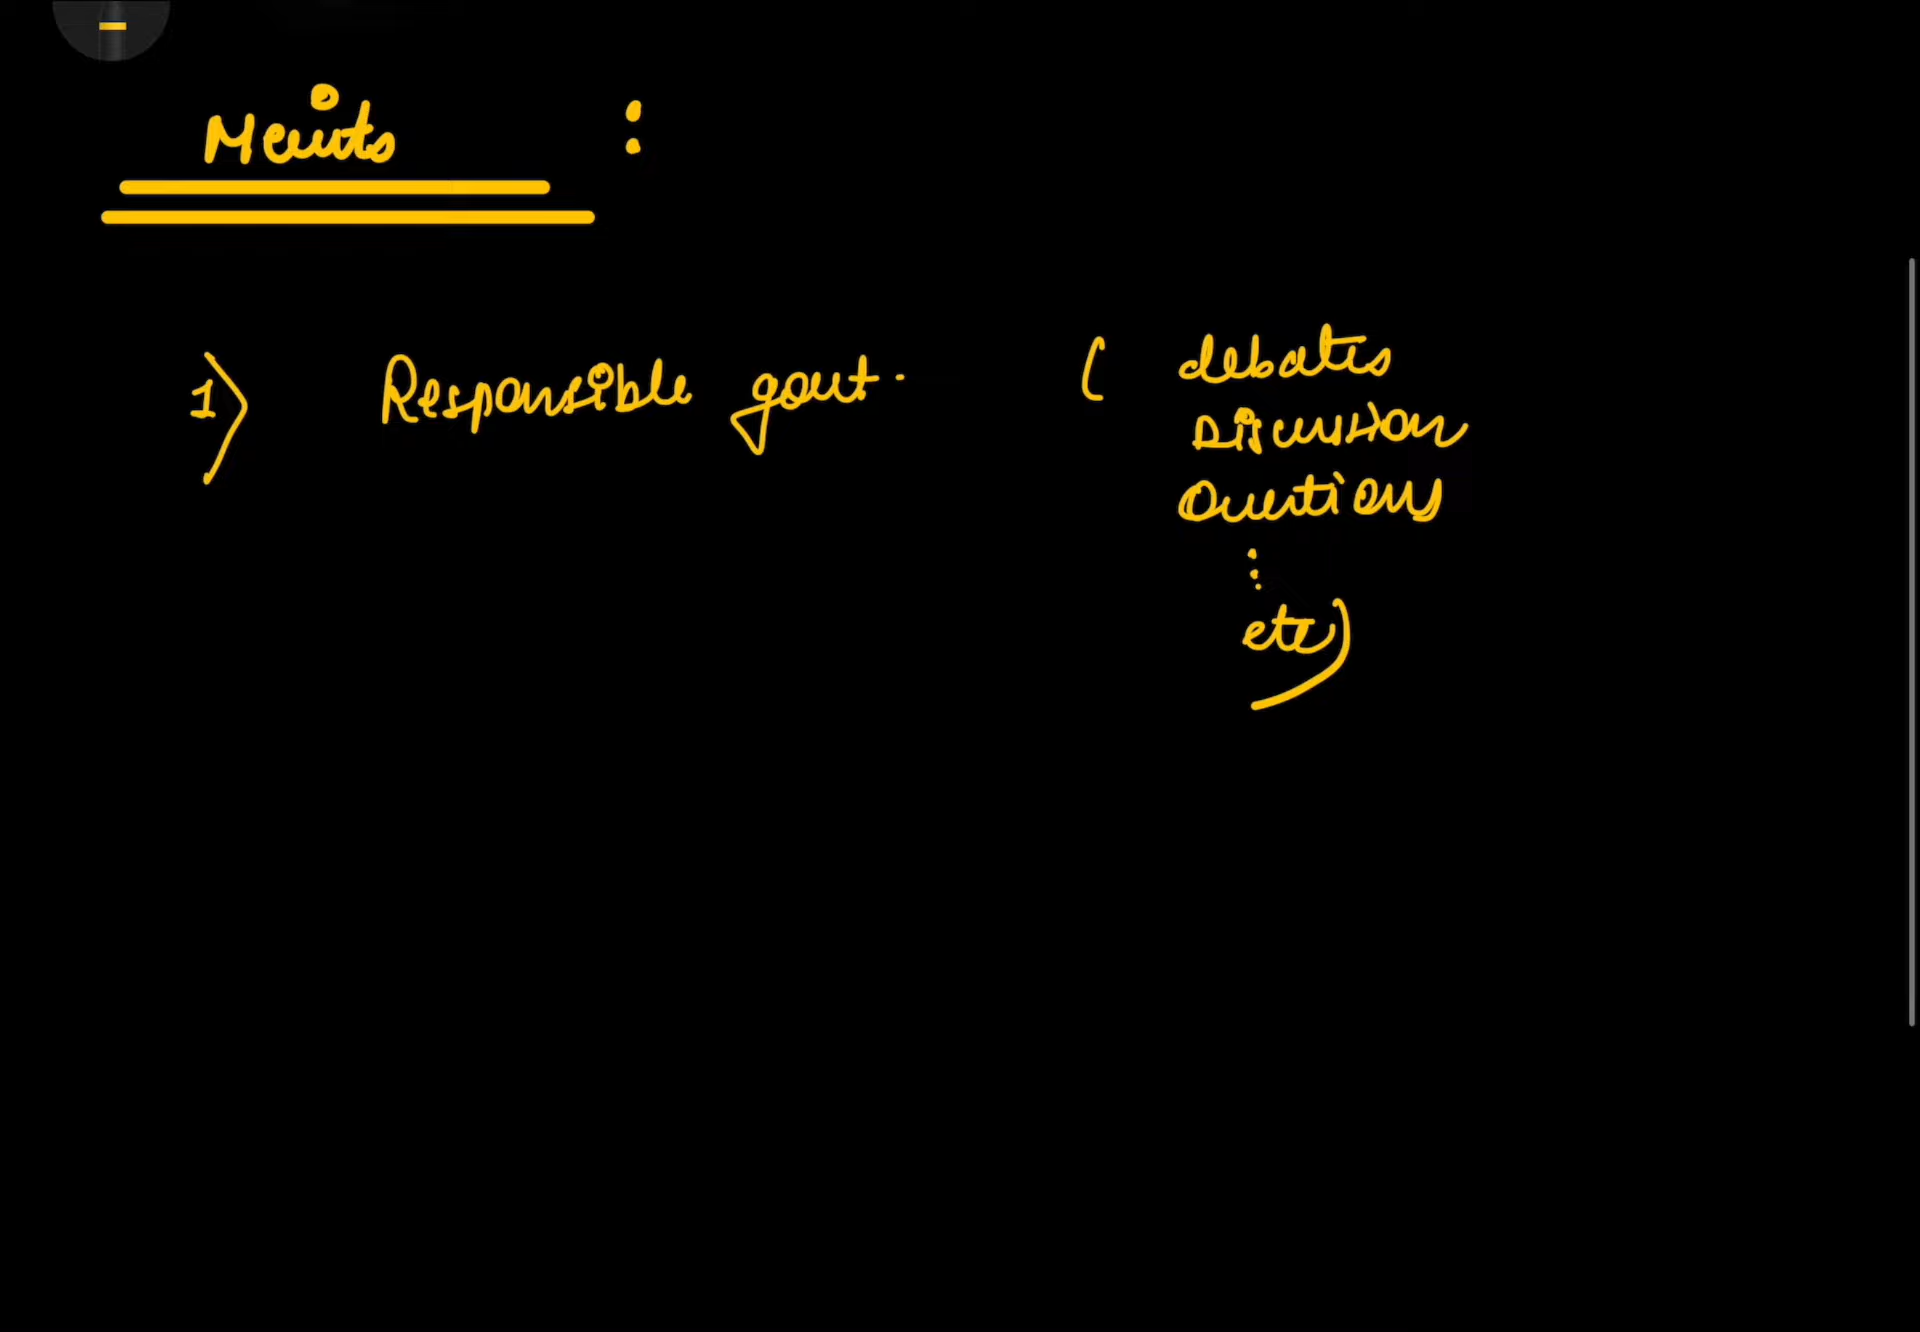 Merits :
1) Responsible govt. ( debates
Discussion
Questions
⋮
etc)